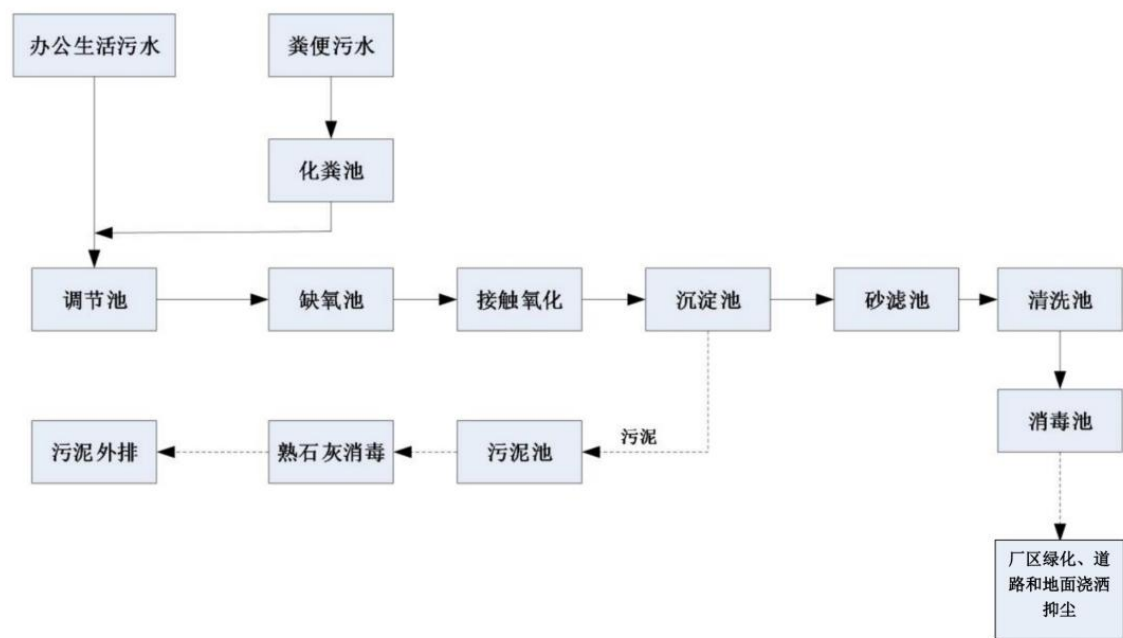 办公生活污水
粪便污水
化粪池
调节池
缺氧池
接触氧化
沉淀池
砂滤池
清洗池
污泥外排
熟石灰消毒
污泥池
污泥
消毒池
厂区绿化、道
路和地面浇洒
抑尘